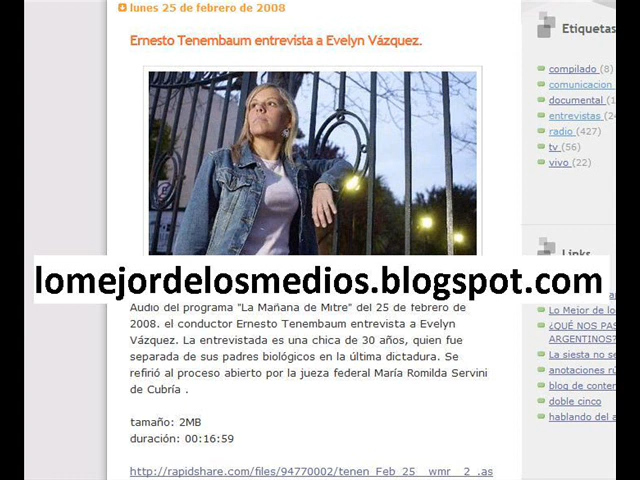 lunes 25 de febrero de 2008
Ernesto Tenembaum entrevista a Evelyn Vázquez.
lomejordelosmedios.blogspot.com
Audio del programa "La Mañana de Mitre" del 25 de febrero de
2008. el conductor Ernesto Tenembaum entrevista a Evelyn
Vázquez. La entrevistada es una chica de 30 años, quien fue
separada de sus padres biológicos en la última dictadura. Se
refirió al proceso abierto por la jueza federal María Romilda Servini
de Cubría .
tamaño: 2MB
duración: 00:16:59
http://rapidshare.com/files/94770002/tenen_Feb_25__wmr__2_.as
Etiquetas
compilado (8)
comunicacion
documental (1
entrevistas (2
radio (427)
tv (56)
vivo (22)
Links
Lo Mejor de lo
¿QUÉ NOS PAS
ARGENTINOS?
La siesta no se
anotaciones rú
blog de conter
doble cinco
hablando del a